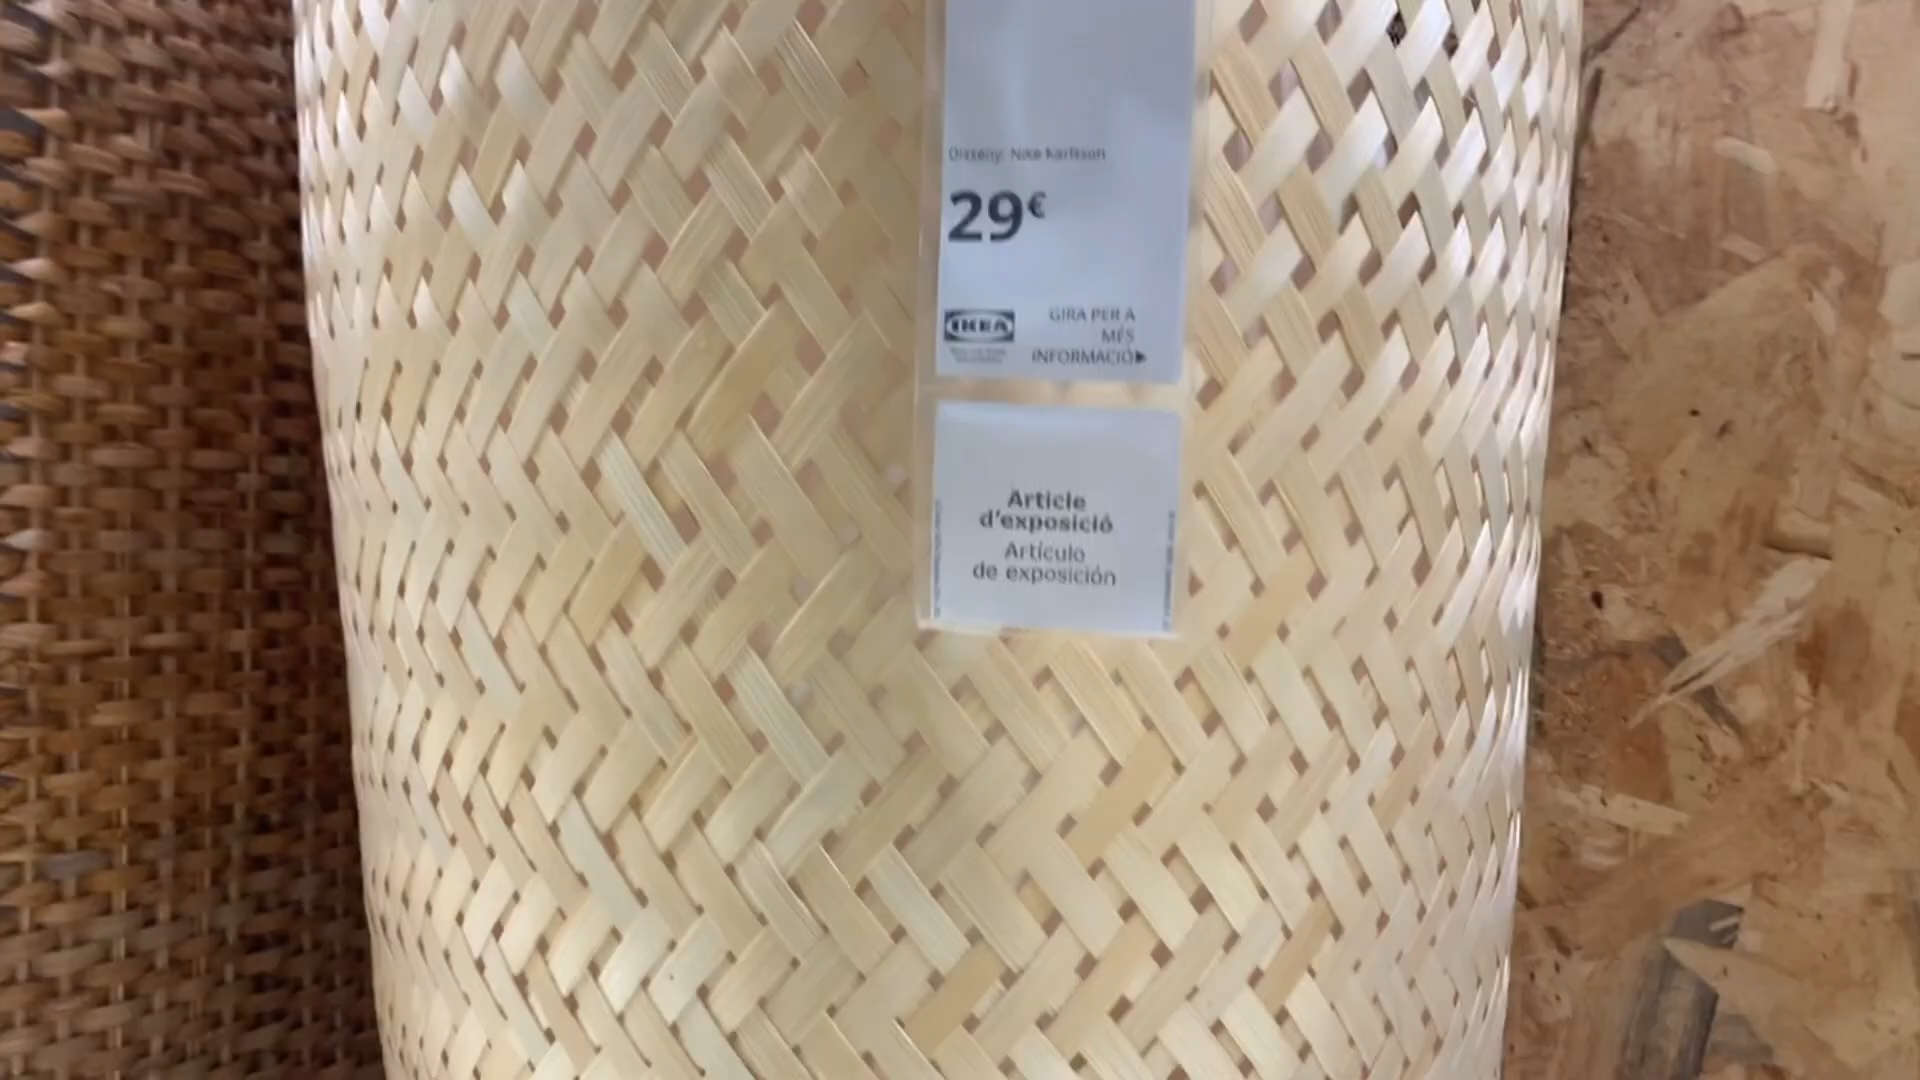 Disseny: Nike Karlsson
29€
IKEA
GIRA PER A
MÉS
INFORMACIÓ▶
Article
d'exposició
Artículo
de exposición